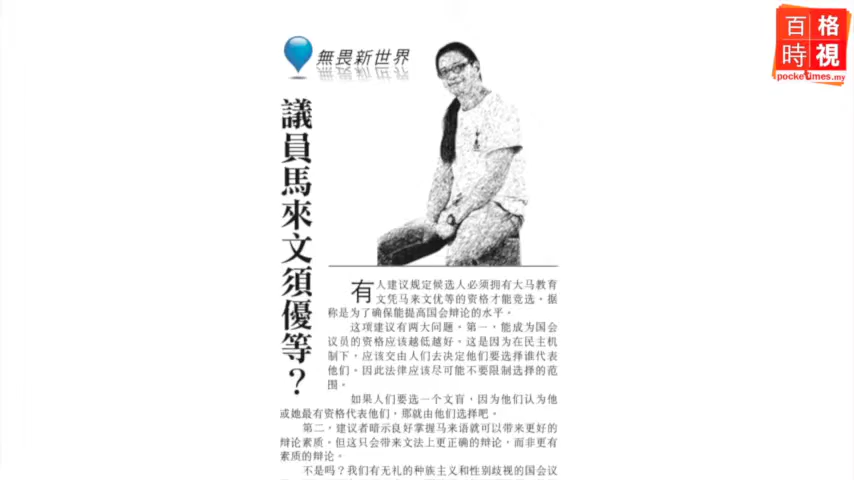 百格
時視
pocketimes.my
無畏新世界
議員馬來文須優等？
有人建议规定候选人必须拥有大马教育
文凭马来文优等的资格才能竞选。据
称是为了确保能提高国会辩论的水平。
这项建议有两大问题。第一，能成为国会
议员的资格应该越低越好。这是因为在民主机
制下，应该交由人们去决定他们要选择谁代表
他们。因此法律应该尽可能不要限制选择的范
围。
如果人们要选一个文盲，因为他们认为他
或她最有资格代表他们，那就由他们选择吧。
第二，建议者暗示良好掌握马来语就可以带来更好的
辩论素质。但这只会带来文法上更正确的辩论，而非更有
素质的辩论。
不是吗？我们有无礼的种族主义和性别歧视的国会议